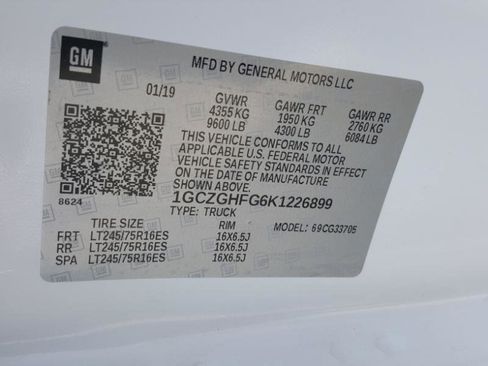 GM
MFD BY GENERAL MOTORS LLC
01/19 GVWR GAWR FRT GAWR RR
4355 KG 1950 KG 2760 KG
9600 LB 4300 LB 6084 LB
THIS VEHICLE CONFORMS TO ALL
APPLICABLE U.S. FEDERAL MOTOR
VEHICLE SAFETY STANDARDS IN EFFECT
ON THE DATE OF MANUFACTURE
SHOWN ABOVE.
8624 1GCZGHFG6K1226899
TYPE: TRUCK MODEL: 69CG33705
TIRE SIZE RIM
FRT LT245/75R16ES 16X6.5J
RR LT245/75R16ES 16X6.5J
SPA LT245/75R16ES 16X6.5J